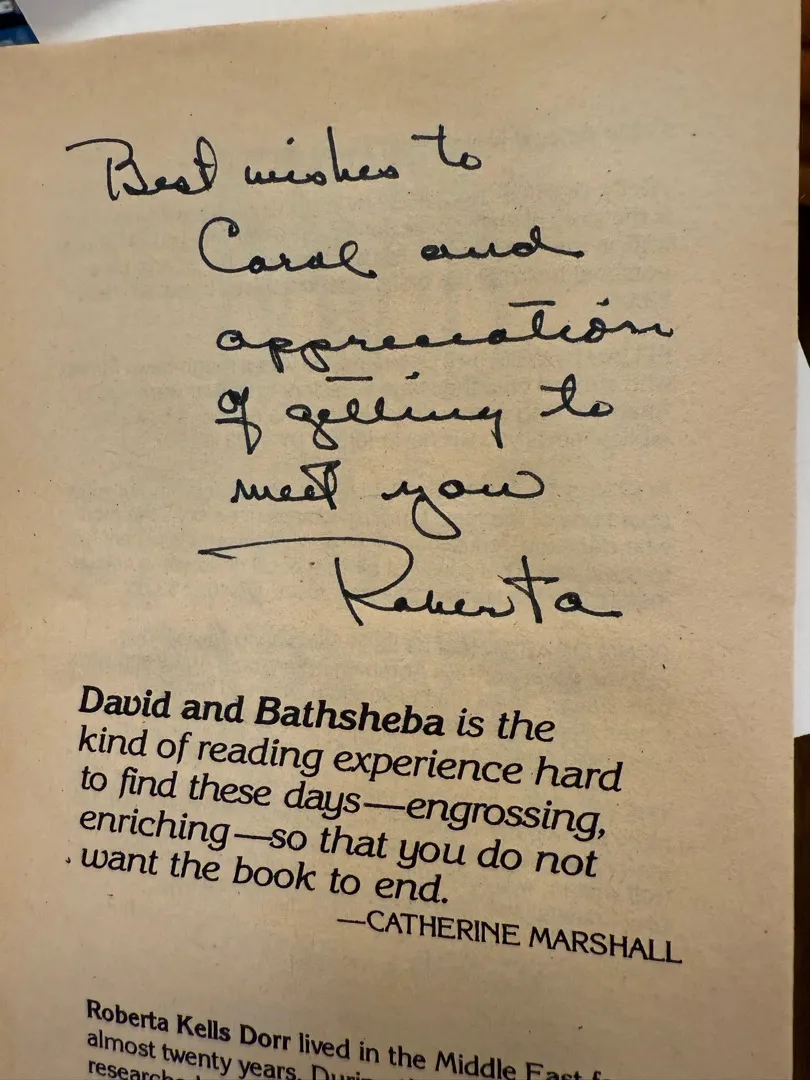 Best wishes to
Carol and
appreciation
of getting to
meet you
Roberta
David and Bathsheba is the
kind of reading experience hard
to find these days—engrossing,
enriching—so that you do not
want the book to end.
—CATHERINE MARSHALL
Roberta Kells Dorr lived in the Middle East
almost twenty years.